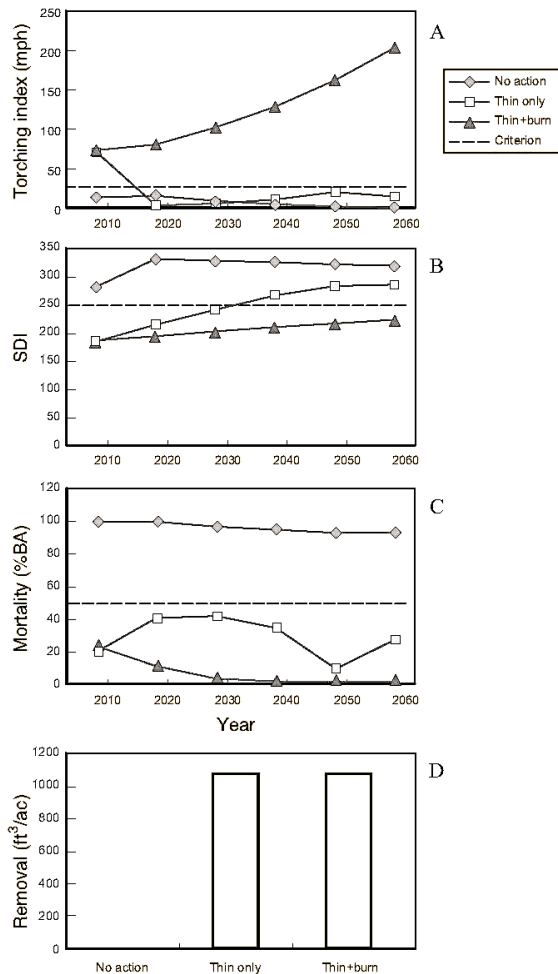 A
Torching index (mph)
250
200
150
100
50
0
2010 2020 2030 2040 2050 2060
No action
Thin only
Thin+burn
Criterion
B
SDI
350
300
250
200
150
100
50
0
2010 2020 2030 2040 2050 2060
C
Mortality (%BA)
120
100
80
60
40
20
0
2010 2020 2030 2040 2050 2060
Year
D
Removal (ft³/ac)
1200
1000
800
600
400
200
0
No action Thin only Thin+burn